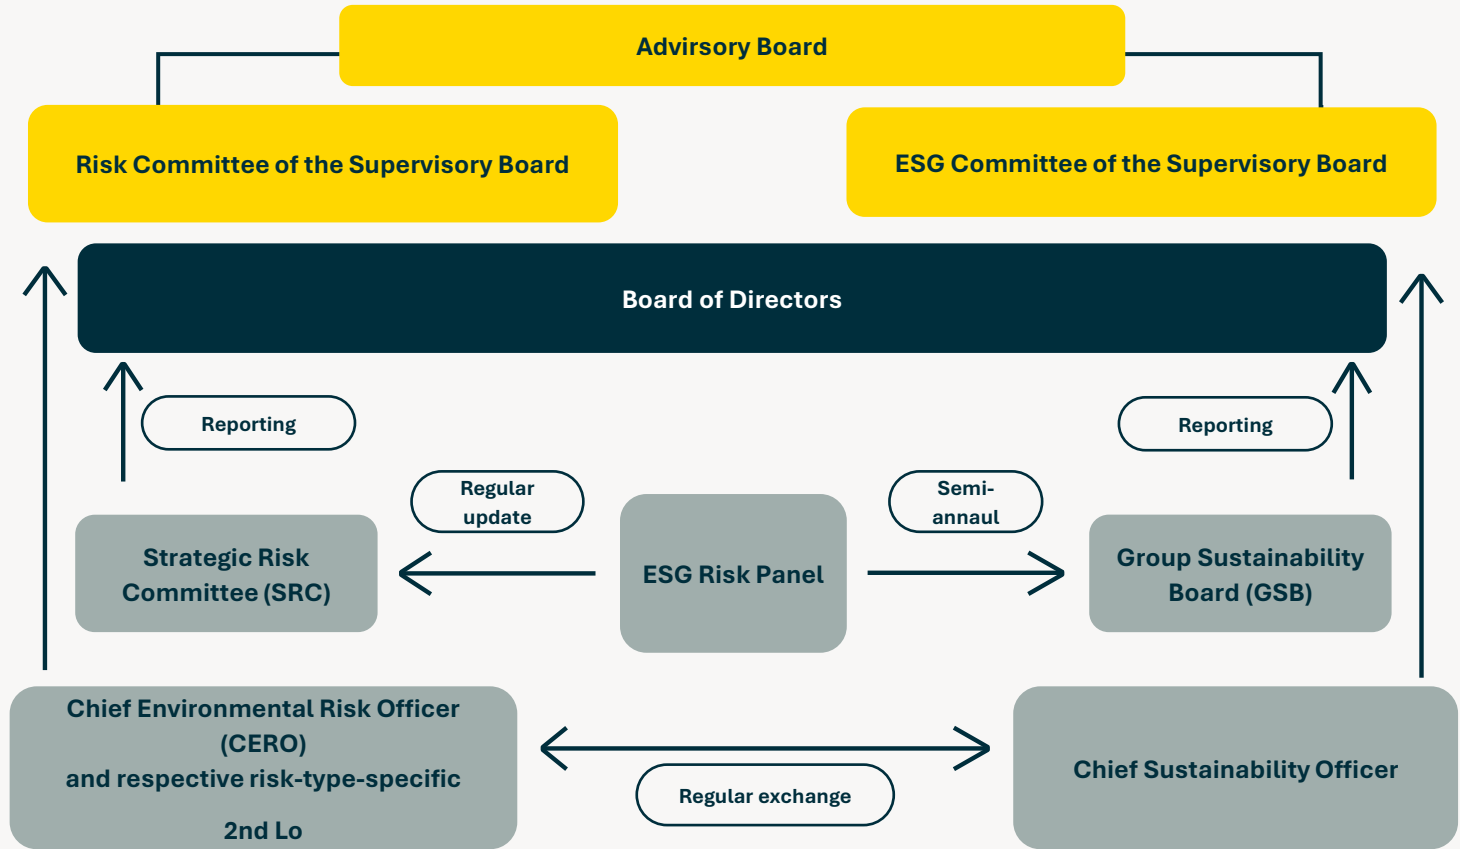 Advirsory Board
Risk Committee of the Supervisory Board
ESG Committee of the Supervisory Board
Board of Directors
Reporting
Reporting
Regular
update
Semi-
annaul
Strategic Risk
Committee (SRC)
ESG Risk Panel
Group Sustainability
Board (GSB)
Chief Environmental Risk Officer
(CERO)
and respective risk-type-specific
2nd Lo
Regular exchange
Chief Sustainability Officer